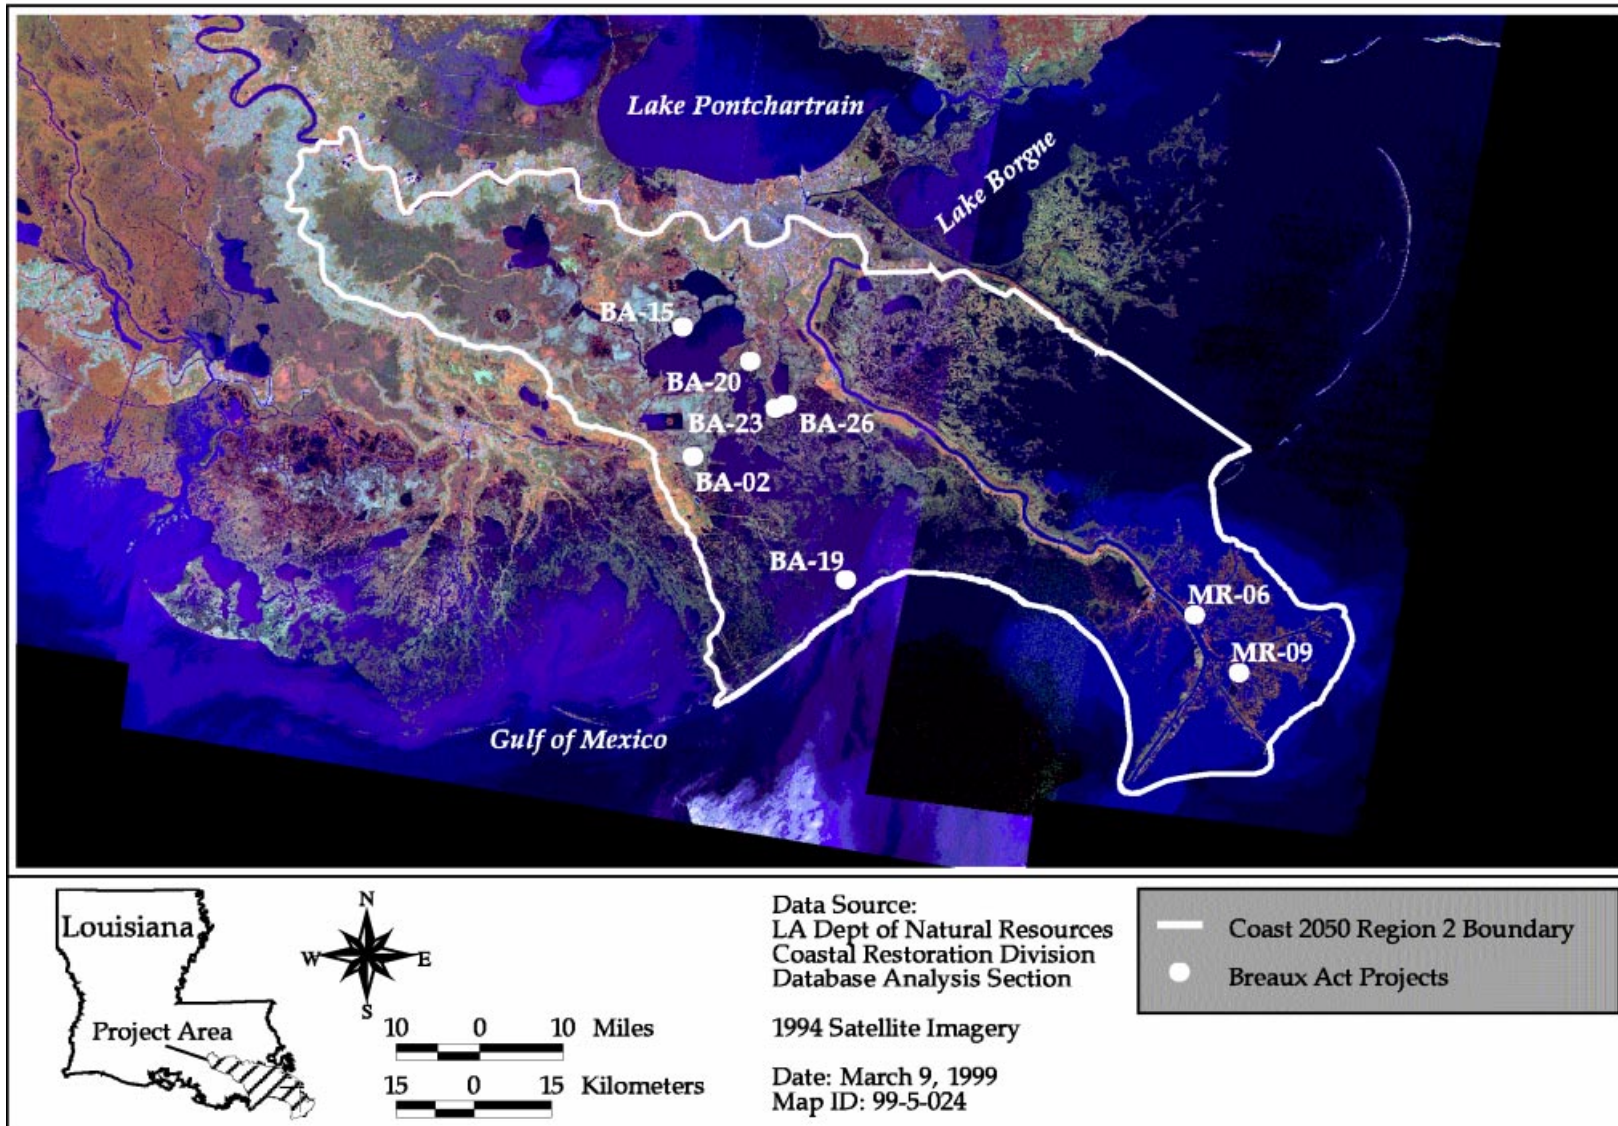 Lake Pontchartrain
Lake Borgne
BA-15
BA-20
BA-23
BA-26
BA-02
BA-19
MR-06
MR-09
Gulf of Mexico
Louisiana
Project Area
N
W
E
S
10 0 10 Miles
15 0 15 Kilometers
Data Source:
LA Dept of Natural Resources
Coastal Restoration Division
Database Analysis Section
1994 Satellite Imagery
Date: March 9, 1999
Map ID: 99-5-024
Coast 2050 Region 2 Boundary
Breaux Act Projects